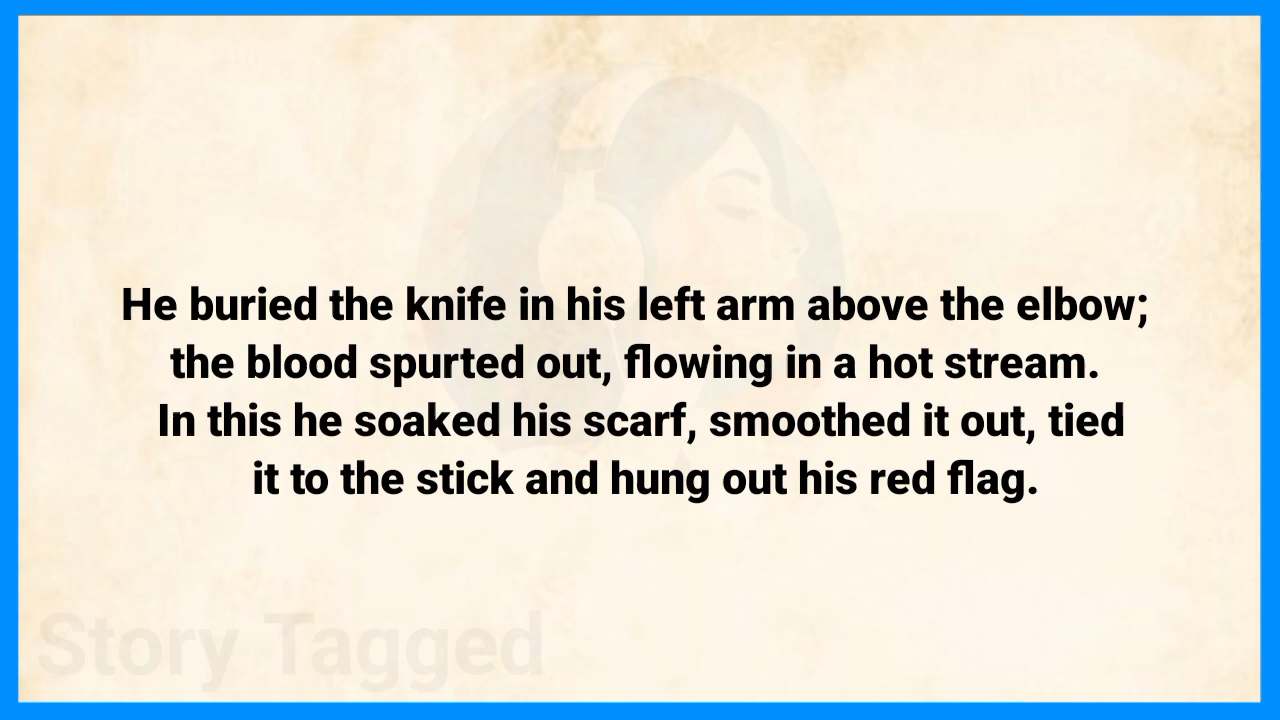 He buried the knife in his left arm above the elbow;
the blood spurted out, flowing in a hot stream.
In this he soaked his scarf, smoothed it out, tied
it to the stick and hung out his red flag.
Story Tagged